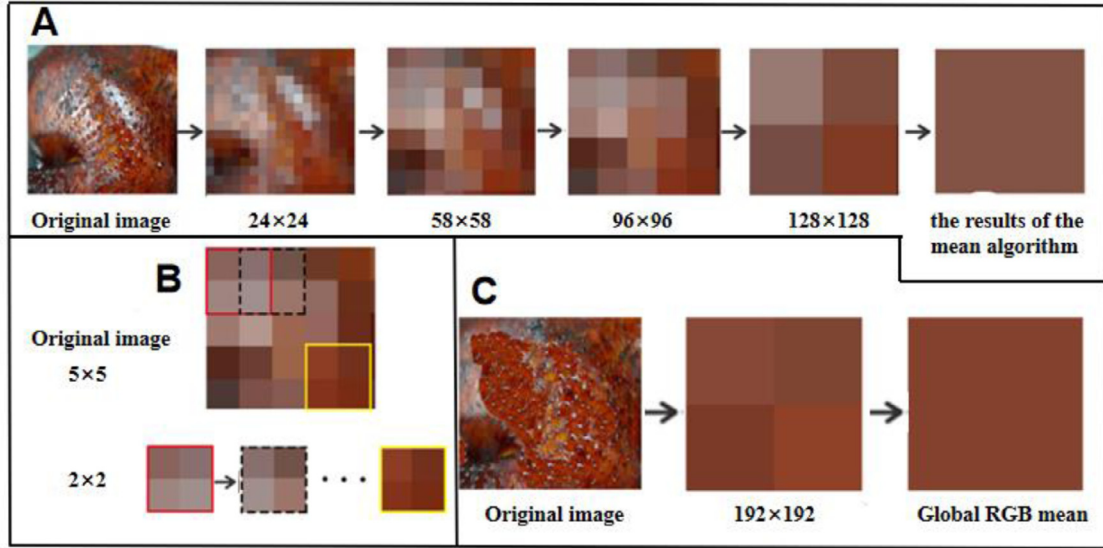 A
Original image
24×24
58×58
96×96
128×128
the results of the
mean algorithm
B
Original image
5×5
2×2
C
Original image
192×192
Global RGB mean